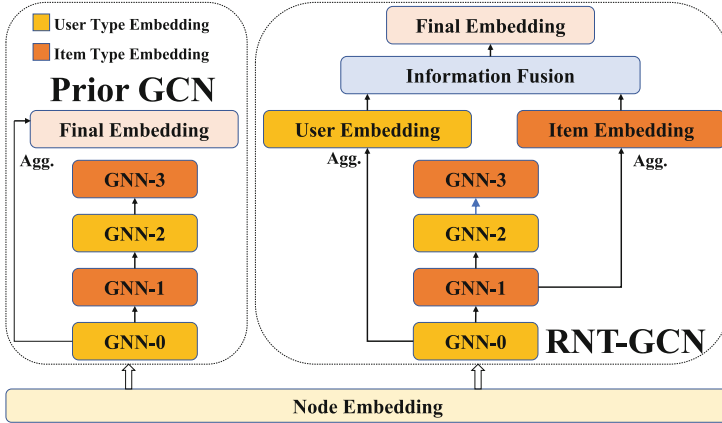 User Type Embedding
Item Type Embedding
Prior GCN
Final Embedding
Agg.
GNN-3
GNN-2
GNN-1
GNN-0
Final Embedding
Information Fusion
User Embedding
Item Embedding
Agg.
Agg.
GNN-3
GNN-2
GNN-1
GNN-0
RNT-GCN
Node Embedding